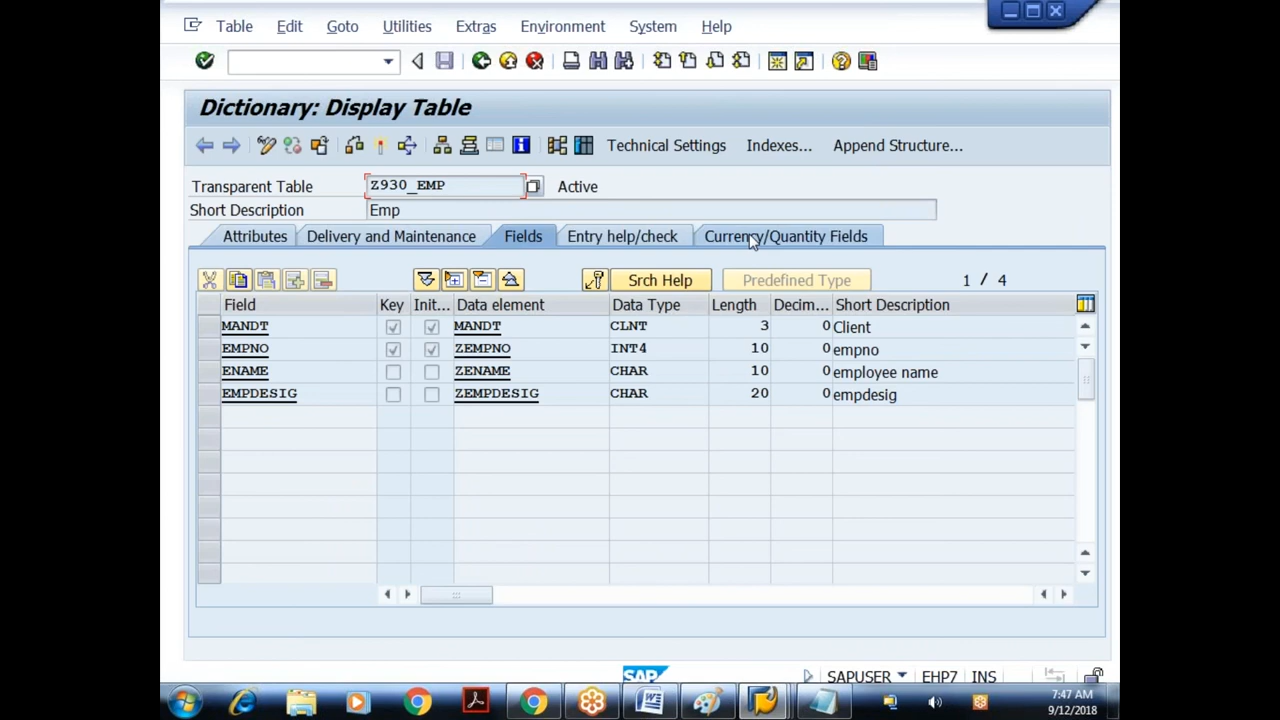 Table Edit Goto Utilities Extras Environment System Help
Dictionary: Display Table
Technical Settings Indexes... Append Structure...
Transparent Table Z930_EMP Active
Short Description Emp
Attributes Delivery and Maintenance Fields Entry help/check Currency/Quantity Fields
Srch Help Predefined Type 1 / 4
Field Key Init... Data element Data Type Length Decim... Short Description
MANDT MANDT CLNT 3 0 Client
EMPNO ZEMPNO INT4 10 0 empno
ENAME ZENAME CHAR 10 0 employee name
EMPDESIG ZEMPDESIG CHAR 20 0 empdesig
SAP SAPUSER EHP7 INS
7:47 AM
9/12/2018